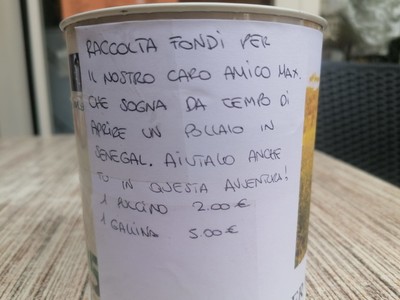 RACCOLTA FONDI PER
IL NOSTRO CARO AMICO MAX.
CHE SOGNA DA TEMPO DI
APRIRE UN POLLAIO IN
SENEGAL. AIUTALO ANCHE
TU IN QUESTA AVVENTURA!
1 PULCINO 2.00€
1 GALLINA 5.00€